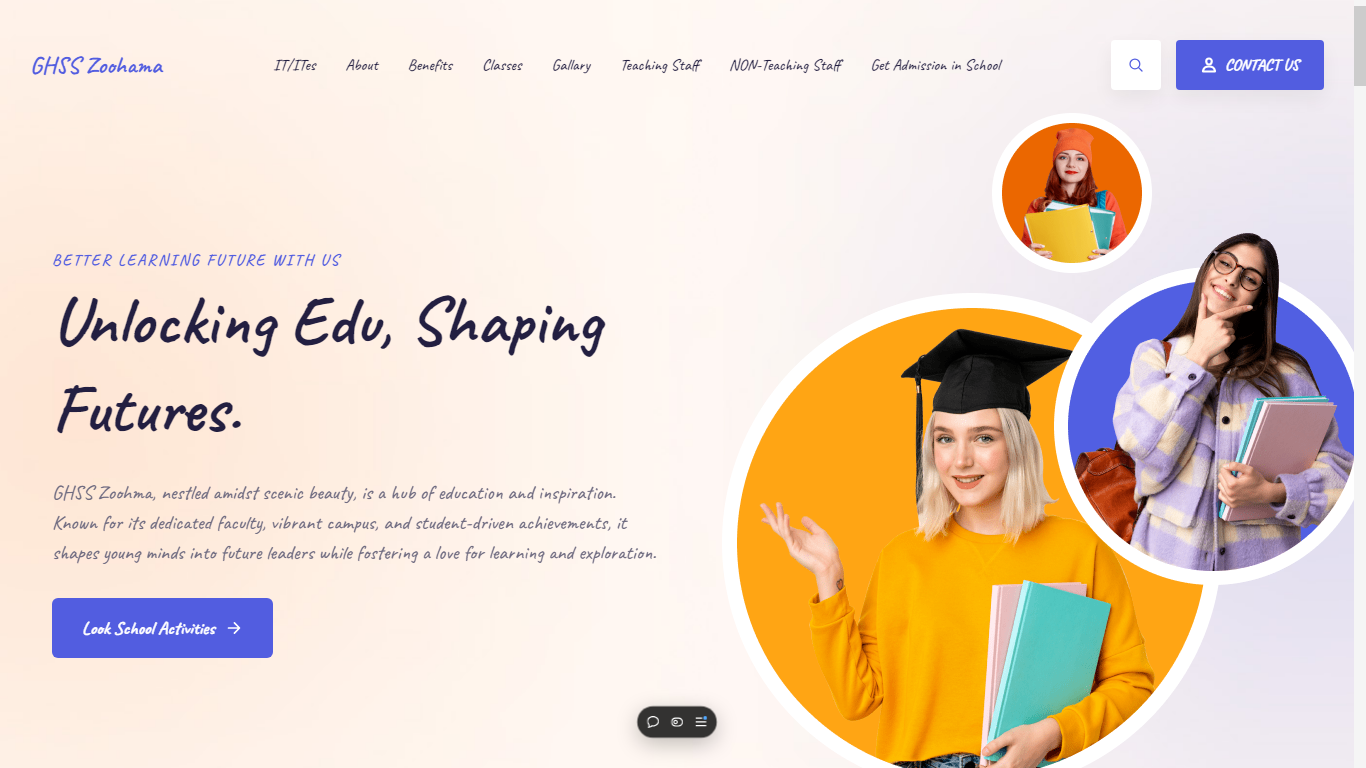 GHSS Zoohama
IT/ITes
About
Benefits
Classes
Gallary
Teaching Staff
NON-Teaching Staff
Get Admission in School
CONTACT US
BETTER LEARNING FUTURE WITH US
Unlocking Edu, Shaping
Futures.
GHSS Zoohma, nestled amidst scenic beauty, is a hub of education and inspiration.
Known for its dedicated faculty, vibrant campus, and student-driven achievements, it
shapes young minds into future leaders while fostering a love for learning and exploration.
Look School Activities